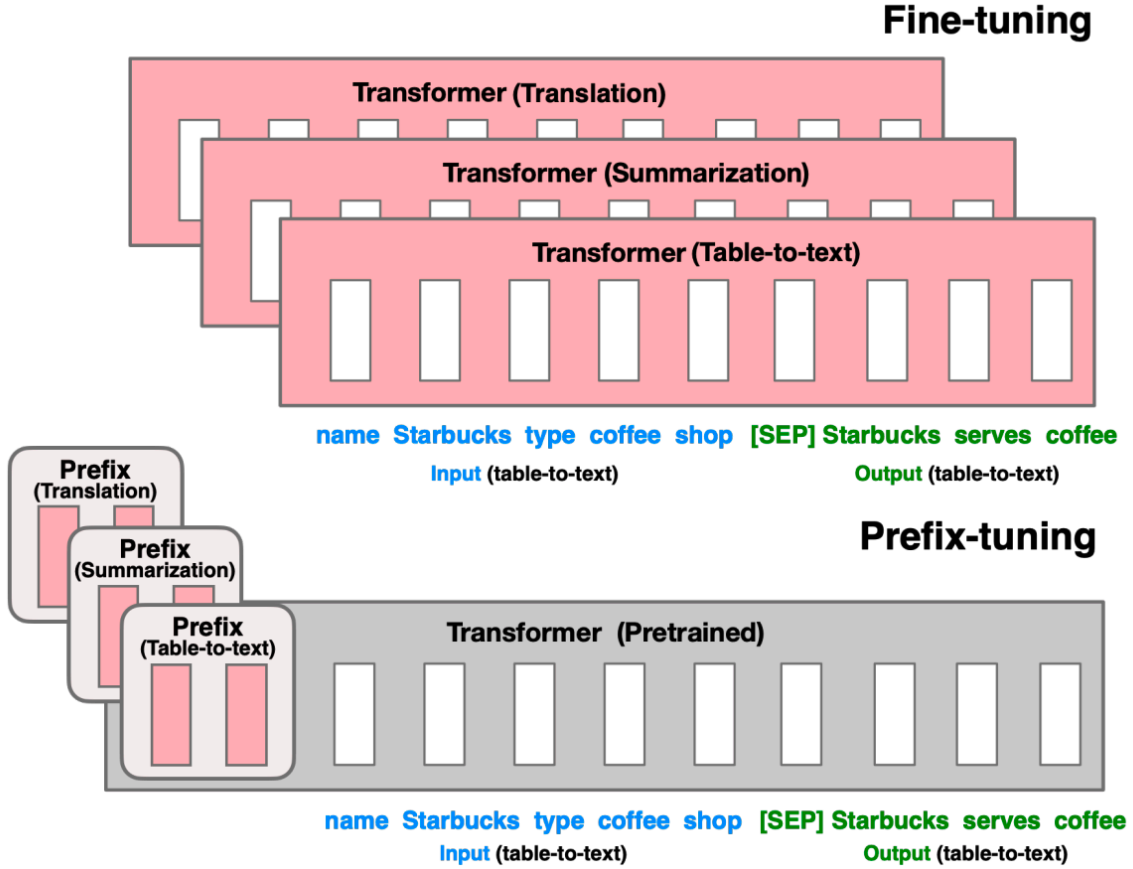 Fine-tuning
Transformer (Translation)
Transformer (Summarization)
Transformer (Table-to-text)
name Starbucks type coffee shop [SEP] Starbucks serves coffee
Input (table-to-text) Output (table-to-text)
Prefix
(Translation)
Prefix-tuning
Prefix
(Summarization)
Prefix
(Table-to-text)
Transformer (Pretrained)
name Starbucks type coffee shop [SEP] Starbucks serves coffee
Input (table-to-text) Output (table-to-text)